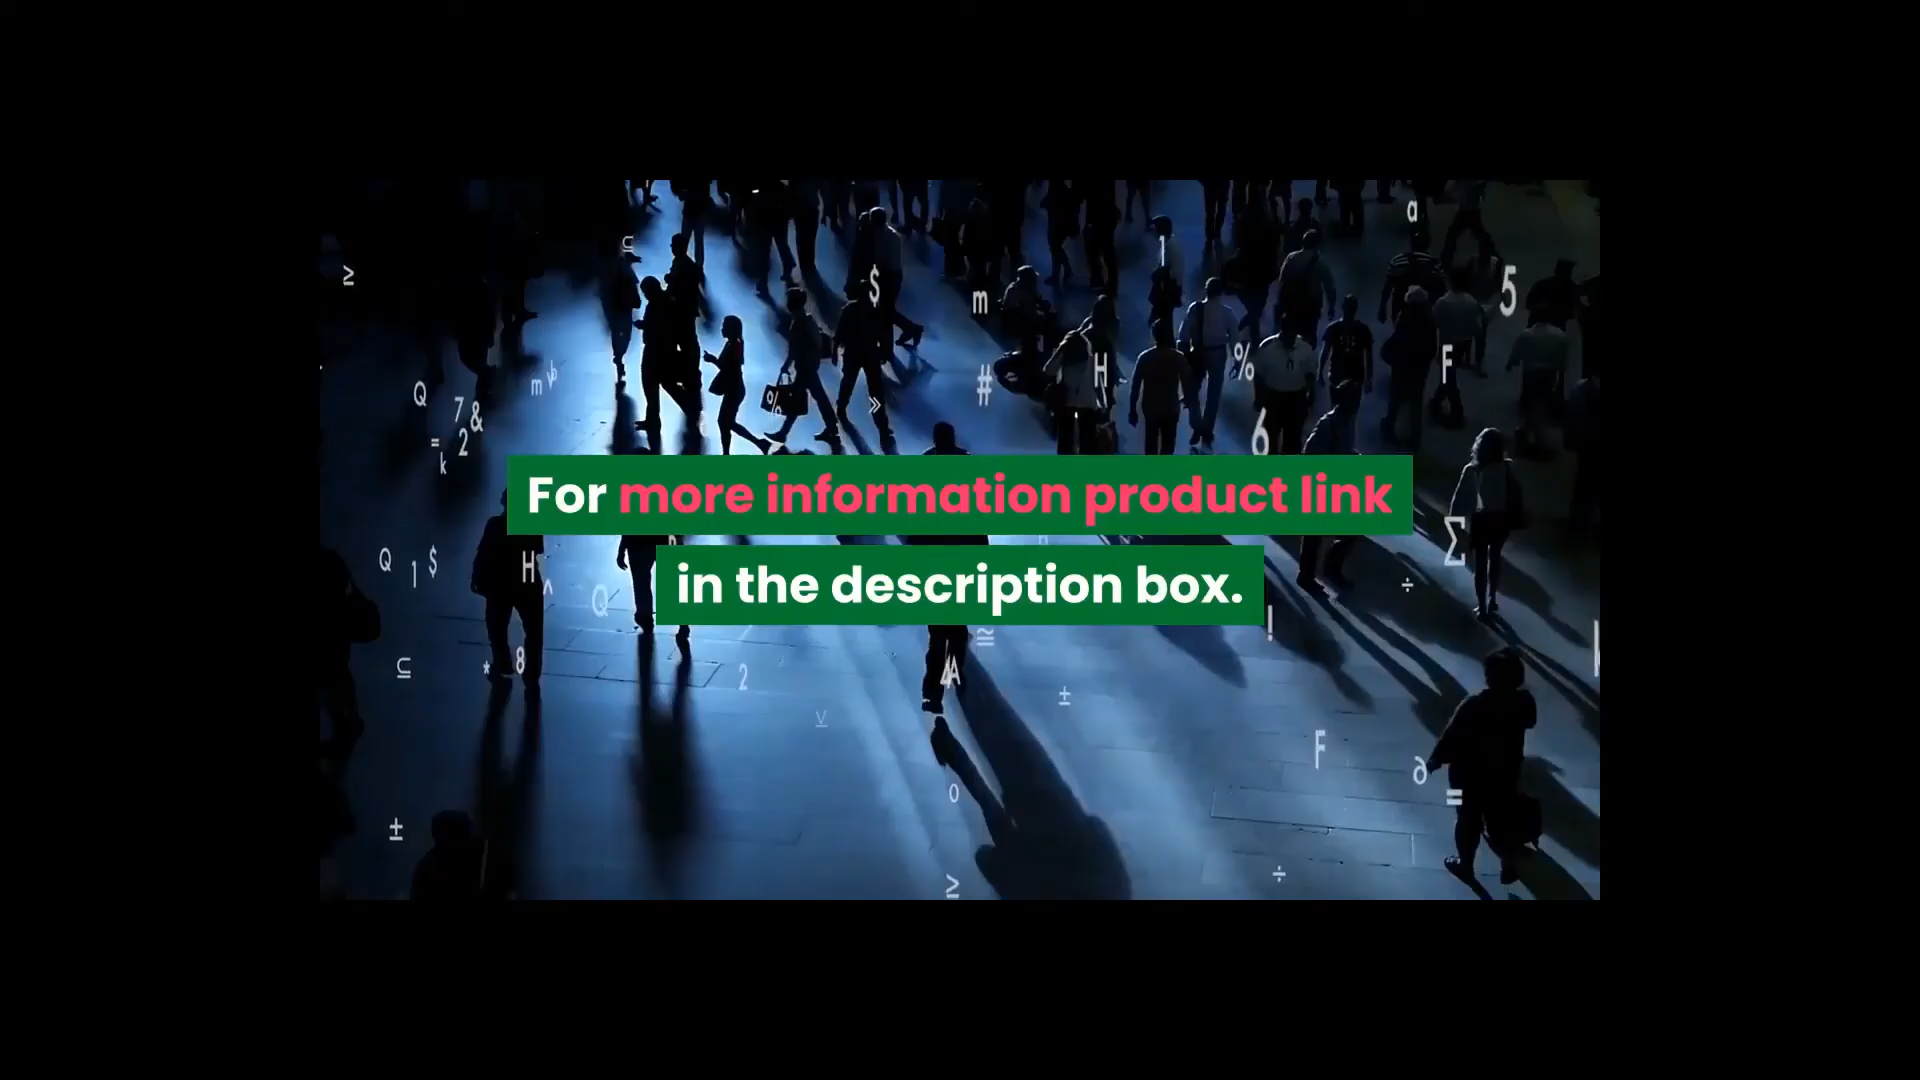 For more information product link
in the description box.